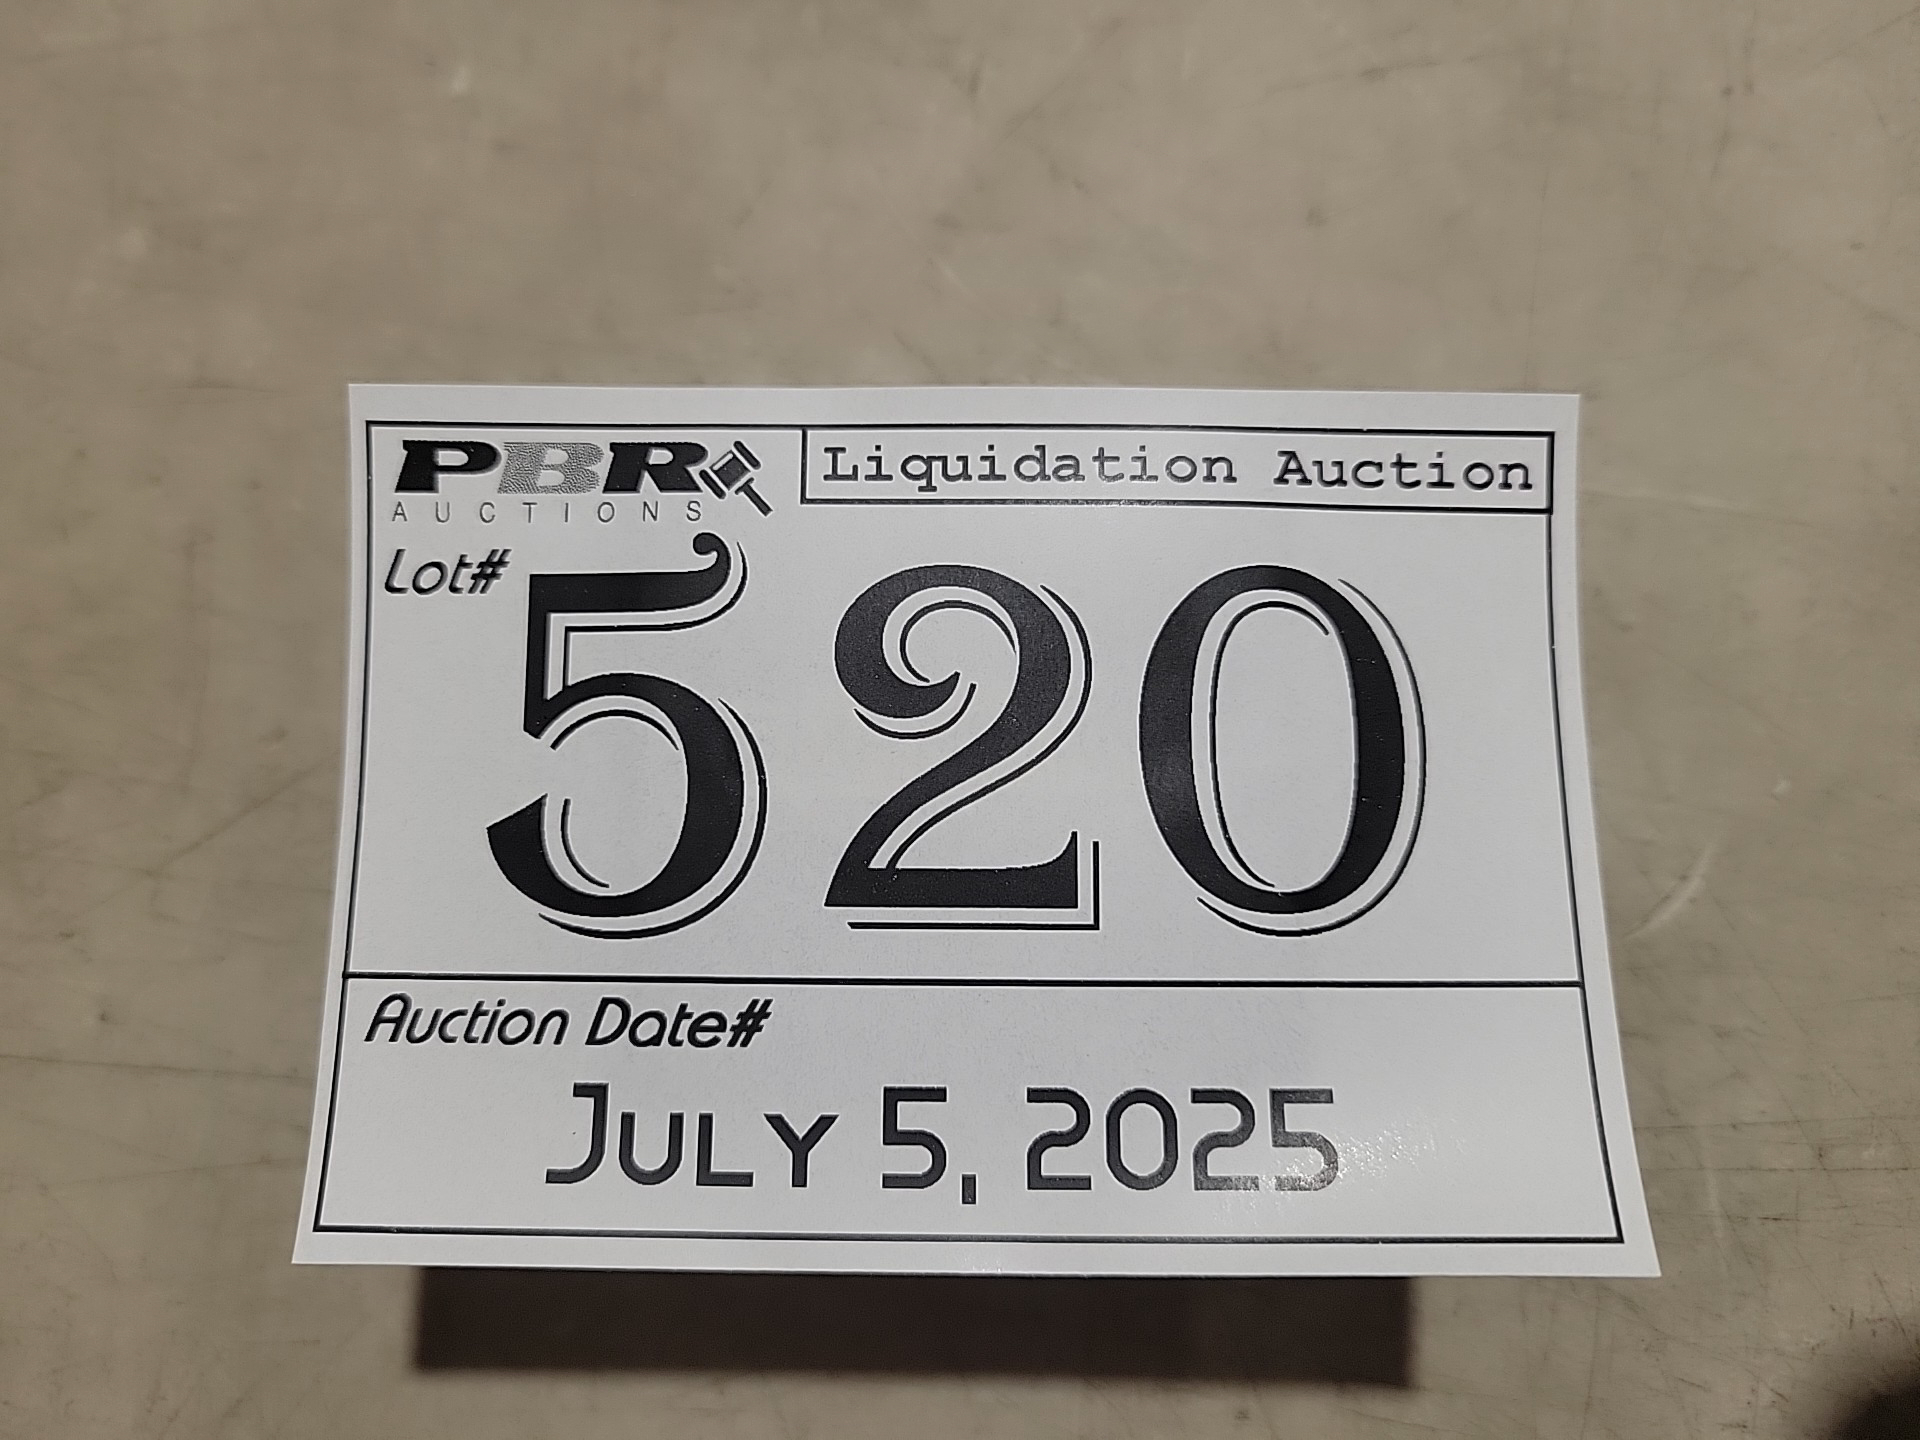 PBR
AUCTIONS
Liquidation Auction
Lot#
520
Auction Date#
July 5, 2025